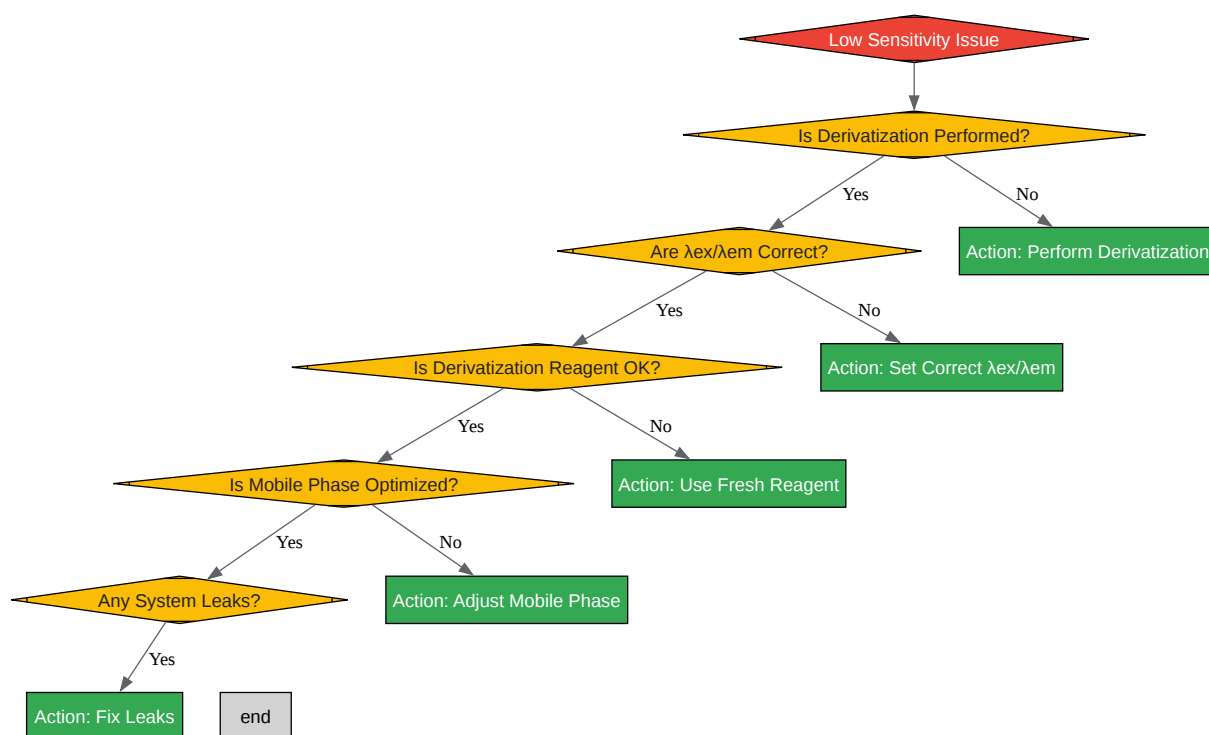 Low Sensitivity Issue
Is Derivatization Performed?
Yes
No
Are λex/λem Correct?
Action: Perform Derivatization
Yes
No
Is Derivatization Reagent OK?
Action: Set Correct λex/λem
Yes
No
Is Mobile Phase Optimized?
Action: Use Fresh Reagent
Yes
No
Any System Leaks?
Action: Adjust Mobile Phase
Yes
Action: Fix Leaks
end